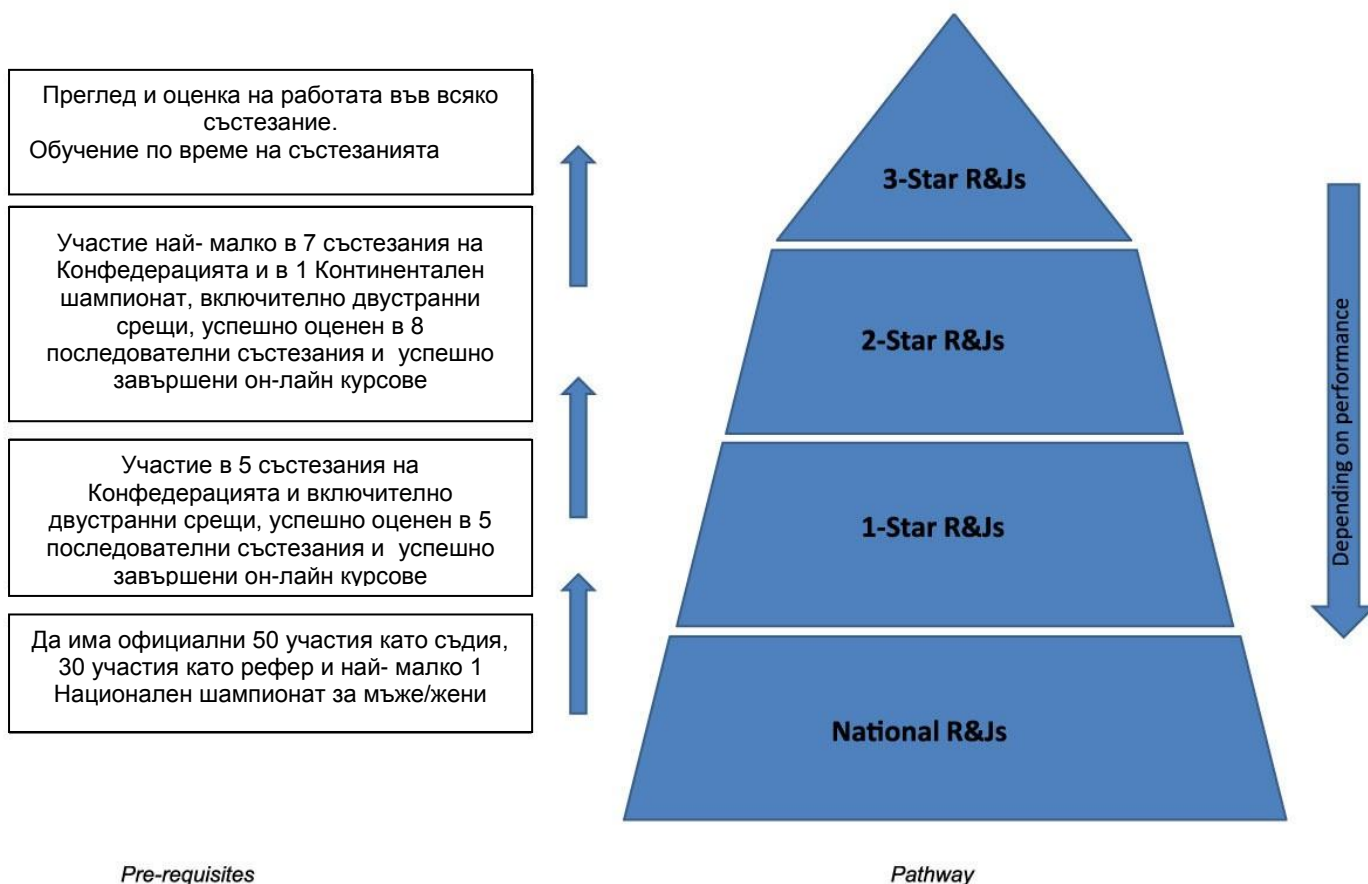 Преглед и оценка на работата във всяко
състезание.
Обучение по време на състезанията
Участие най- малко в 7 състезания на
Конфедерацията и в 1 Континентален
шампионат, включително двустранни
срещи, успешно оценен в 8
последователни състезания и успешно
завършени он-лайн курсове
Участие в 5 състезания на
Конфедерацията и включително
двустранни срещи, успешно оценен в 5
последователни състезания и успешно
завършени он-лайн курсове
Да има официални 50 участия като съдия,
30 участия като рефер и най- малко 1
Национален шампионат за мъже/жени
3-Star R&Js
2-Star R&Js
1-Star R&Js
National R&Js
Depending on performance
Pre-requisites
Pathway